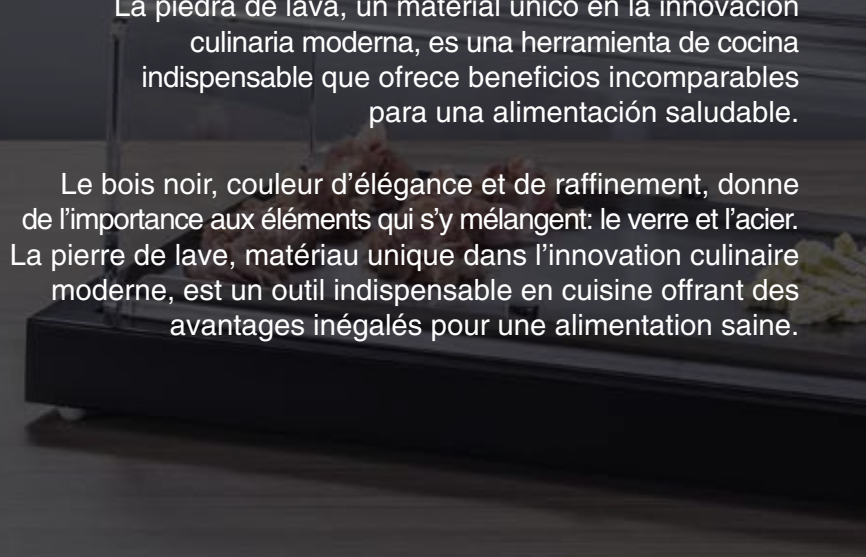 La piedra de lava, un material único en la innovación
culinaria moderna, es una herramienta de cocina
indispensable que ofrece beneficios incomparables
para una alimentación saludable.
Le bois noir, couleur d’élégance et de raffinement, donne
de l’importance aux éléments qui s’y mélangent: le verre et l’acier.
La pierre de lave, matériau unique dans l’innovation culinaire
moderne, est un outil indispensable en cuisine offrant des
avantages inégalés pour une alimentation saine.